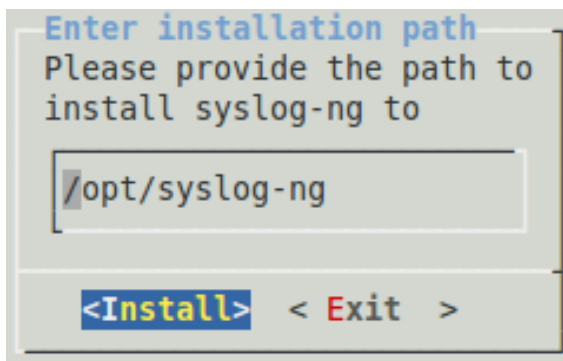 Enter installation path
Please provide the path to
install syslog-ng to
/opt/syslog-ng
<Install> < Exit >